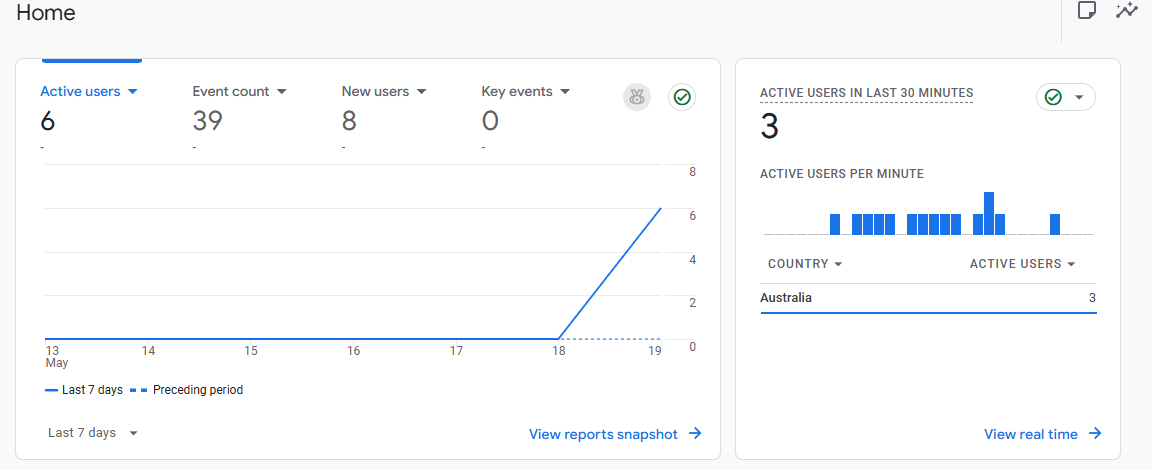 Home
Active users
6
-
Event count
39
-
New users
8
-
Key events
0
-
8
6
4
2
0
13
May
14
15
16
17
18
19
Last 7 days
Preceding period
Last 7 days
View reports snapshot
ACTIVE USERS IN LAST 30 MINUTES
3
ACTIVE USERS PER MINUTE
COUNTRY ACTIVE USERS
Australia 3
View real time